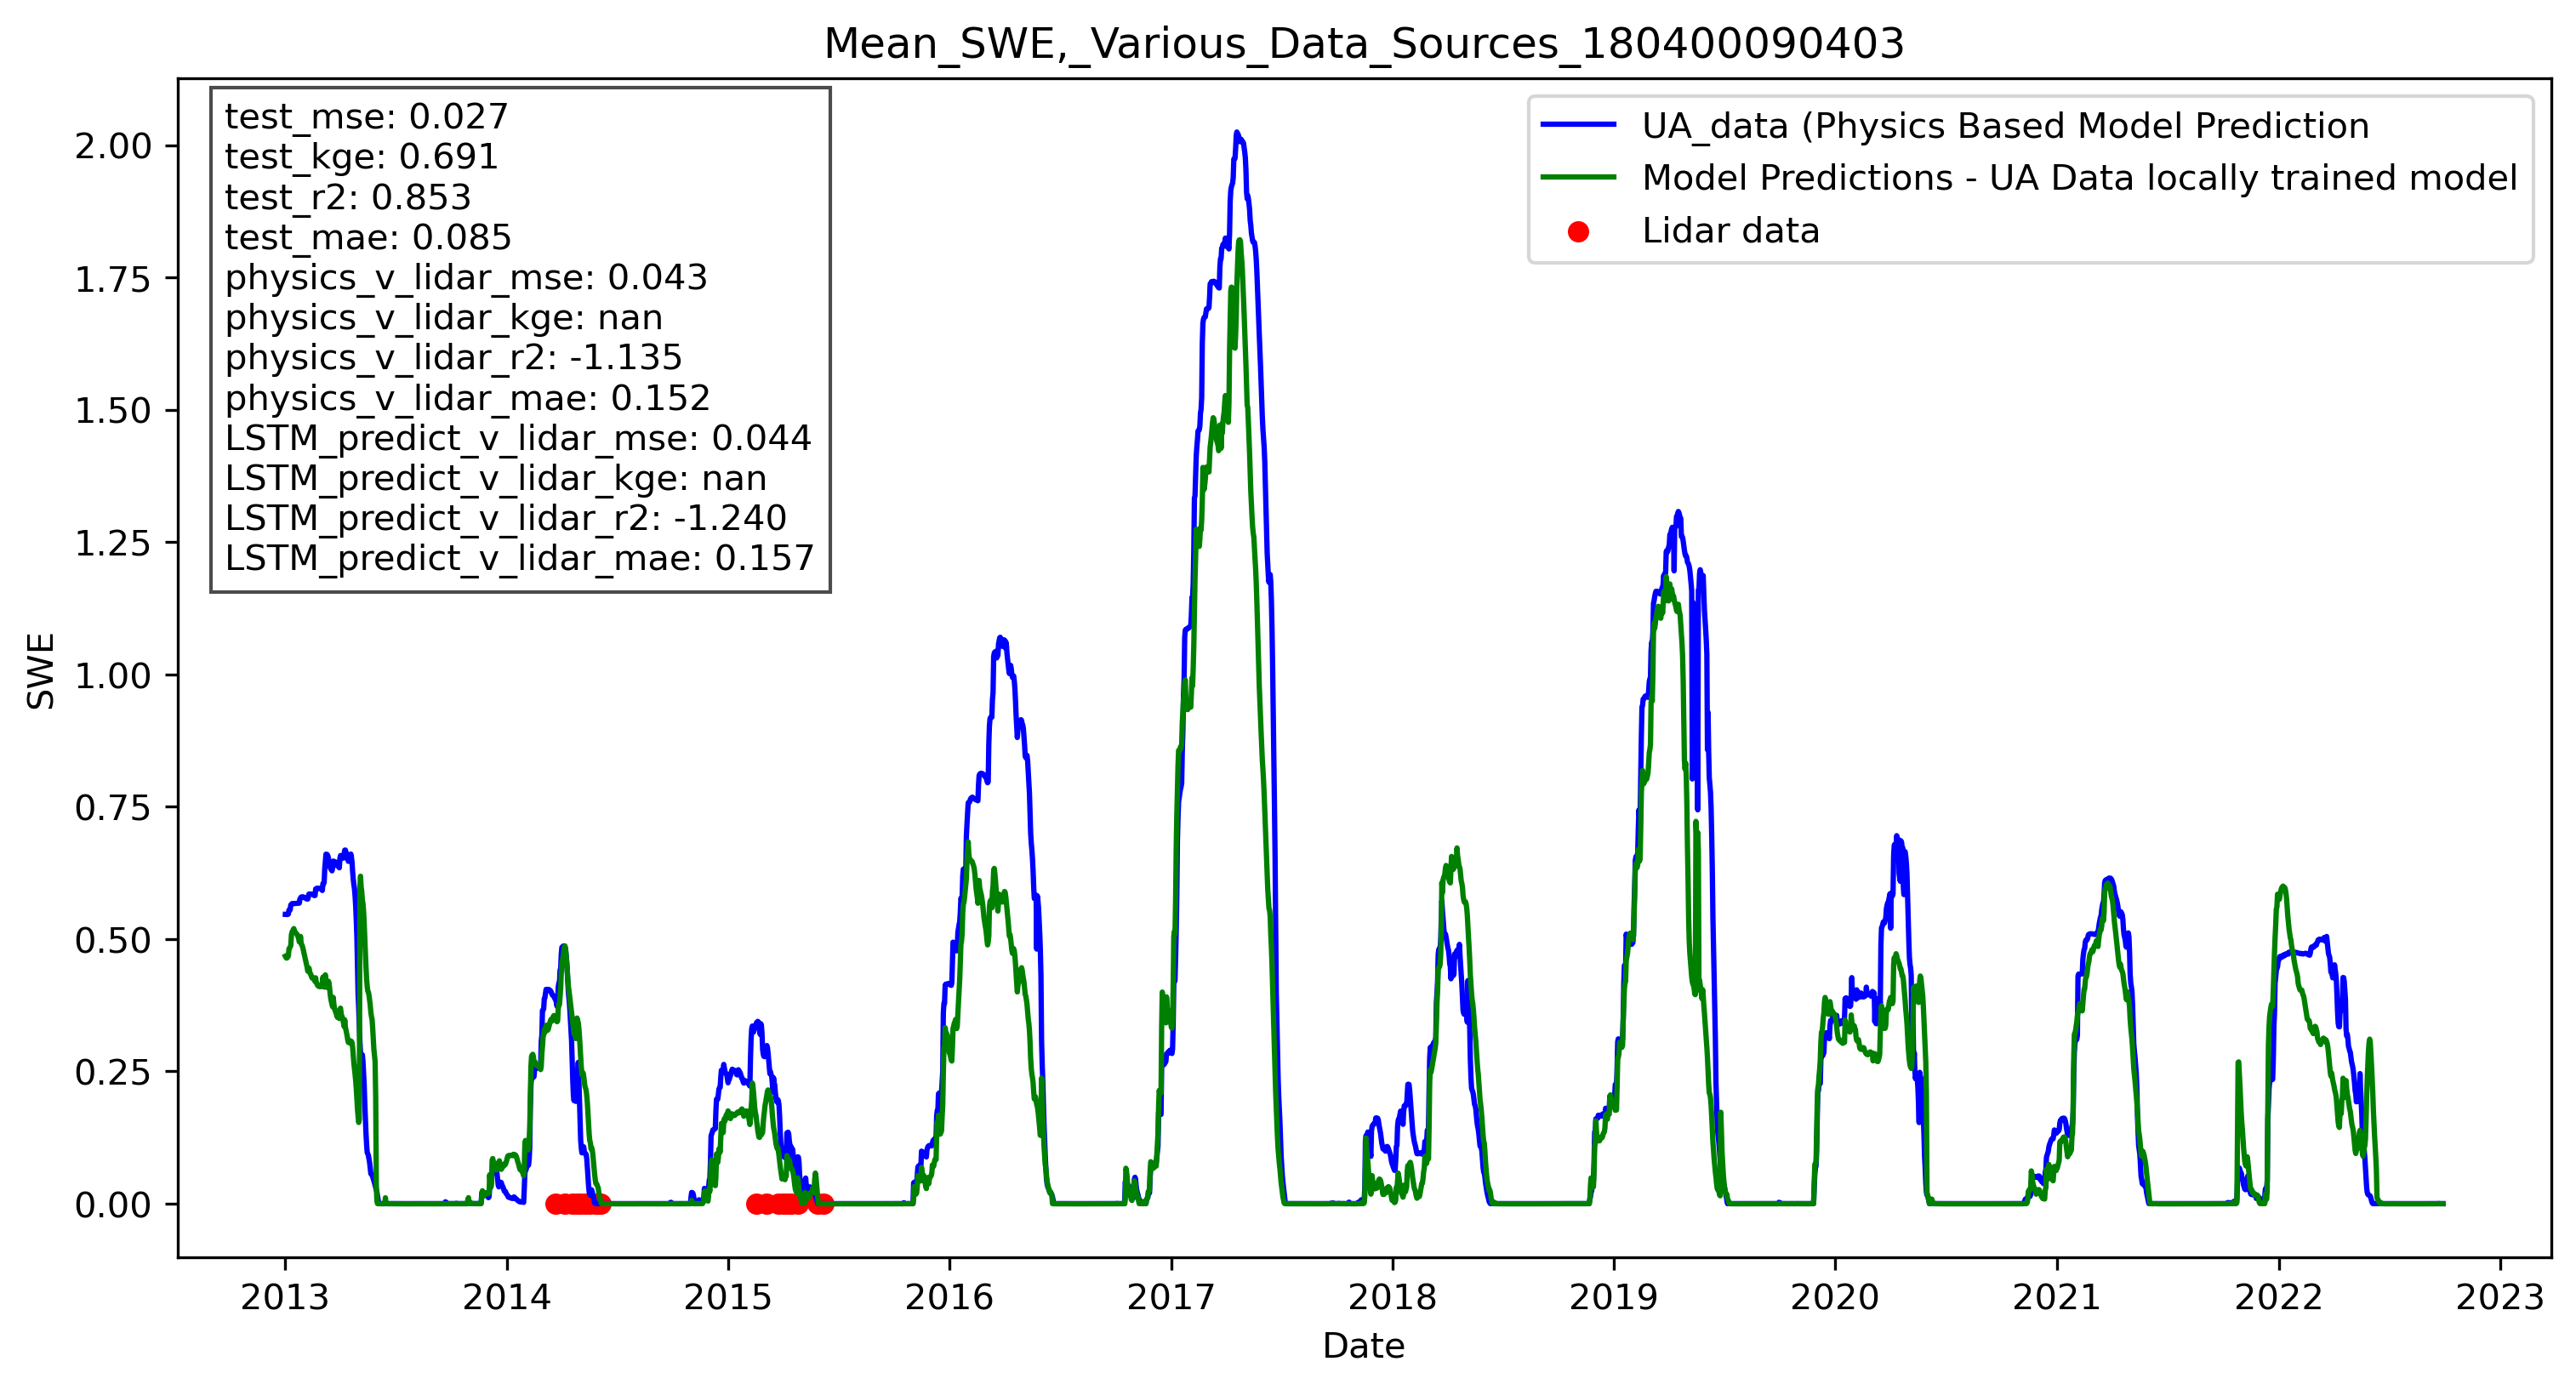 Mean_SWE,_Various_Data_Sources_180400090403
test_mse: 0.027
test_kge: 0.691
test_r2: 0.853
test_mae: 0.085
physics_v_lidar_mse: 0.043
physics_v_lidar_kge: nan
physics_v_lidar_r2: -1.135
physics_v_lidar_mae: 0.152
LSTM_predict_v_lidar_mse: 0.044
LSTM_predict_v_lidar_kge: nan
LSTM_predict_v_lidar_r2: -1.240
LSTM_predict_v_lidar_mae: 0.157
UA_data (Physics Based Model Prediction
Model Predictions - UA Data locally trained model
Lidar data
SWE
2.00
1.75
1.50
1.25
1.00
0.75
0.50
0.25
0.00
2013 2014 2015 2016 2017 2018 2019 2020 2021 2022 2023
Date